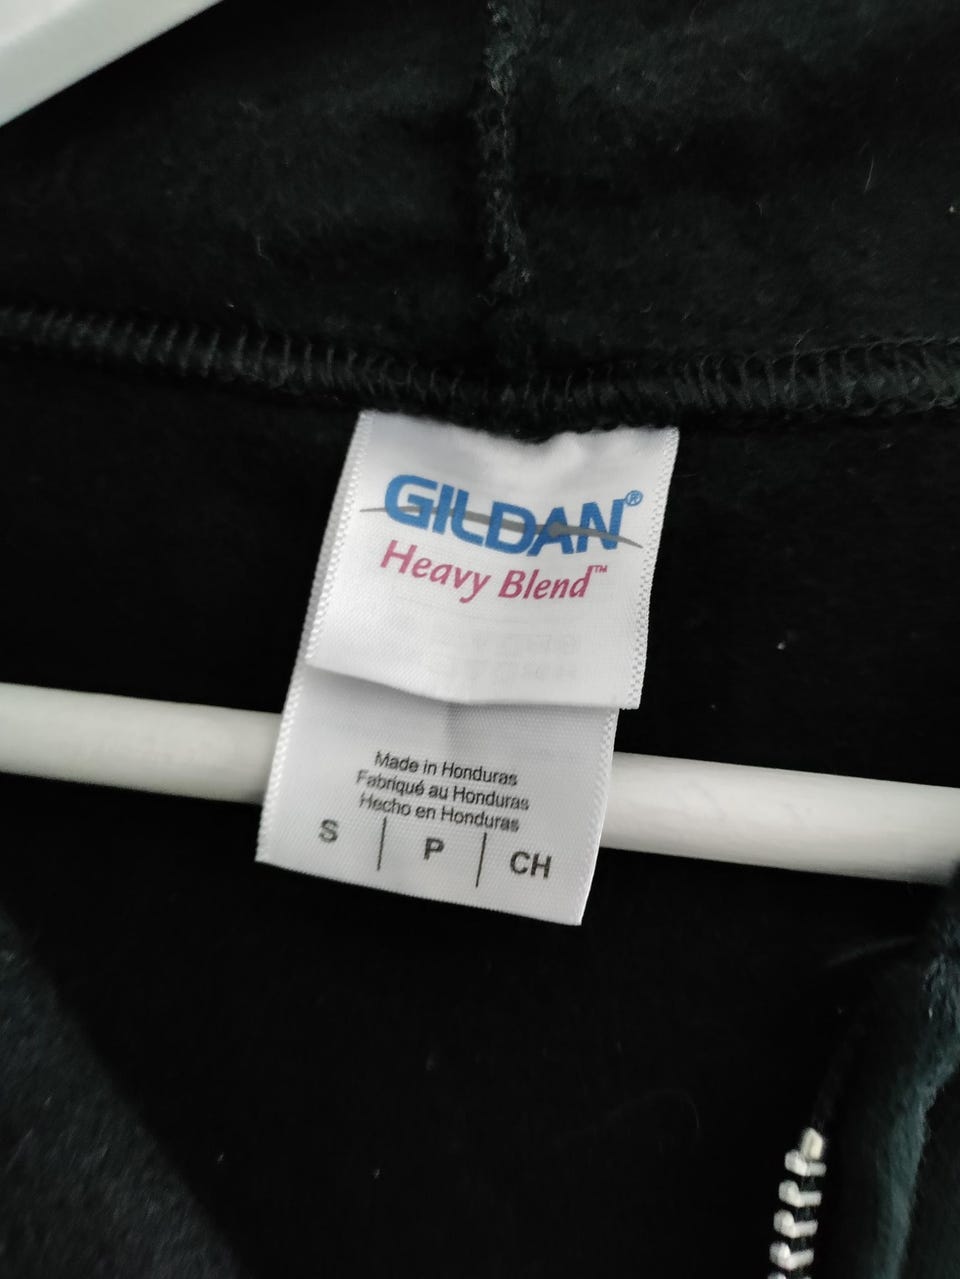 GILDAN®
Heavy Blend™
Made in Honduras
Fabriqué au Honduras
Hecho en Honduras
S | P | CH